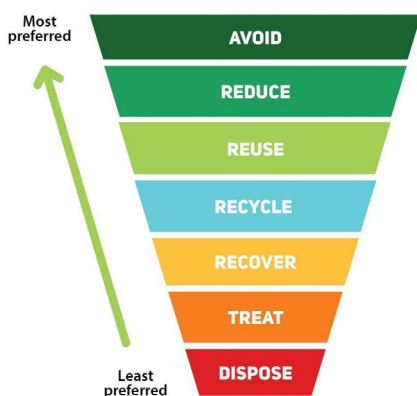 Most
preferred
AVOID
REDUCE
REUSE
RECYCLE
RECOVER
TREAT
DISPOSE
Least
preferred